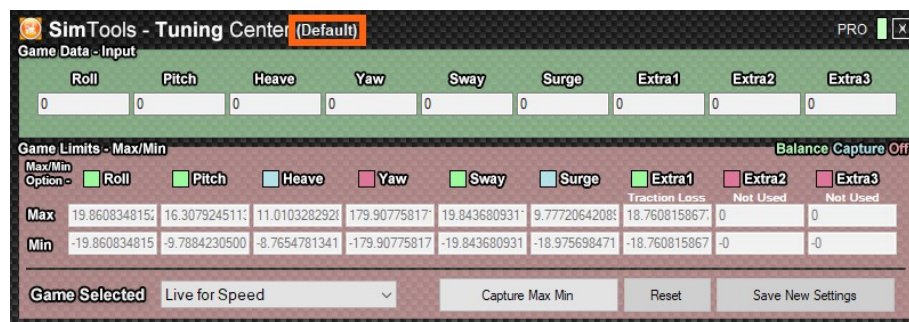 SimTools - Tuning Center (Default) PRO X
Game Data - Input
Roll Pitch Heave Yaw Sway Surge Extra1 Extra2 Extra3
0 0 0 0 0 0 0 0 0
Game Limits - Max/Min Balance Capture Off
Max/Min
Option - Roll Pitch Heave Yaw Sway Surge Extra1 Extra2 Extra3
Traction Loss Not Used Not Used
Max 19.8608348152 16.3079245113 11.0103282928 179.90775817 19.843680931 9.7772064208 18.760815867 0 0
Min -19.860834815 -9.7884230500 -8.7654781341 -179.90775817 -19.843680931 -18.975698471 -18.760815867 -0 -0
Game Selected Live for Speed Capture Max Min Reset Save New Settings